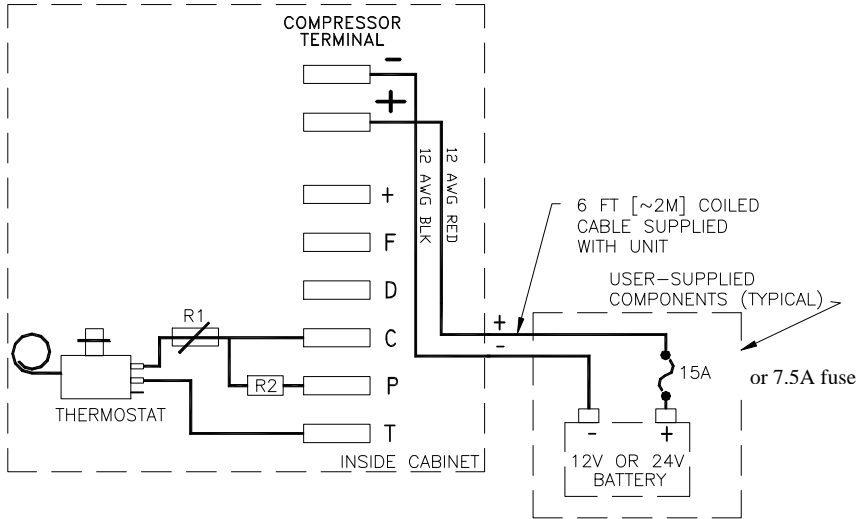 COMPRESSOR
TERMINAL
-
+
12 AWG BLK
12 AWG RED
+
F
D
R1
C
R2
P
THERMOSTAT
T
INSIDE CABINET
6 FT [~2M] COILED
CABLE SUPPLIED
WITH UNIT
USER-SUPPLIED
COMPONENTS (TYPICAL)
+
-
15A
or 7.5A fuse
- +
12V OR 24V
BATTERY